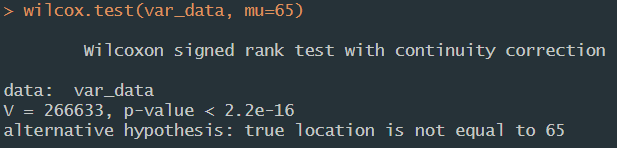 > wilcox.test(var_data, mu=65)
Wilcoxon signed rank test with continuity correction
data:  var_data
V = 266633, p-value < 2.2e-16
alternative hypothesis: true location is not equal to 65